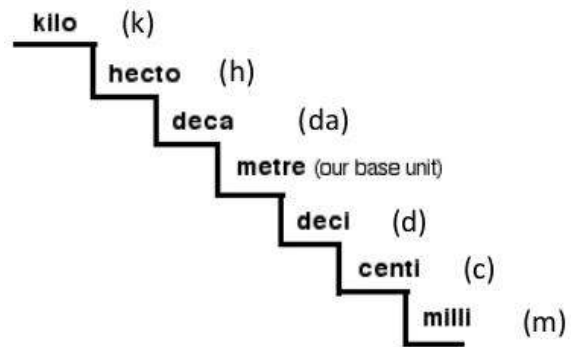 kilo (k)
hecto (h)
deca (da)
metre (our base unit)
deci (d)
centi (c)
milli (m)